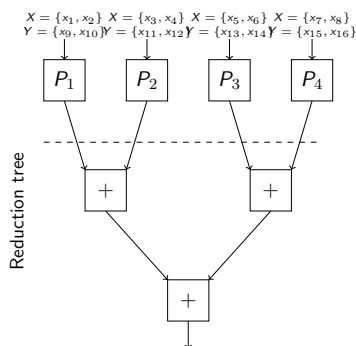 X = {x₁, x₂} X = {x₃, x₄} X = {x₅, x₆} X = {x₇, x₈}
Y = {x₉, x₁₀} Y = {x₁₁, x₁₂} Y = {x₁₃, x₁₄} Y = {x₁₅, x₁₆}
P₁ P₂ P₃ P₄
Reduction tree
+ +
+